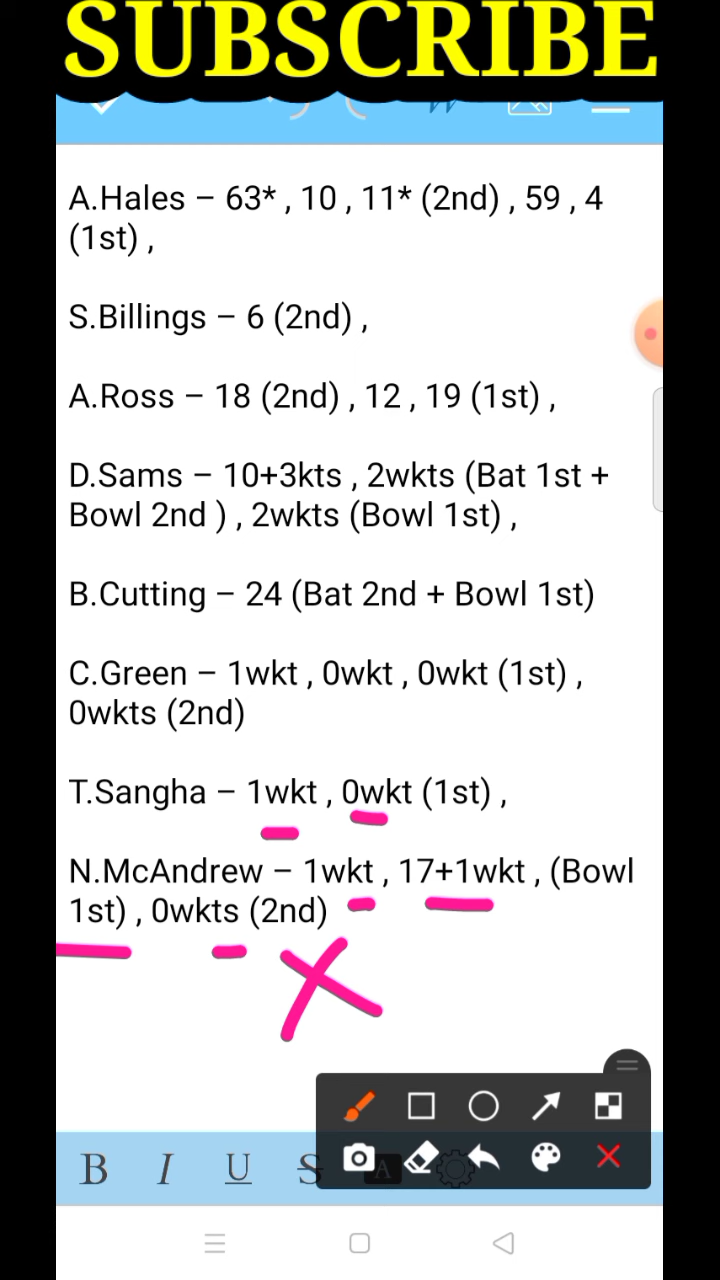 SUBSCRIBE
A.Hales – 63* , 10 , 11* (2nd) , 59 , 4
(1st) ,
S.Billings – 6 (2nd) ,
A.Ross – 18 (2nd) , 12 , 19 (1st) ,
D.Sams – 10+3kts , 2wkts (Bat 1st +
Bowl 2nd ) , 2wkts (Bowl 1st) ,
B.Cutting – 24 (Bat 2nd + Bowl 1st)
C.Green – 1wkt , 0wkt , 0wkt (1st) ,
0wkts (2nd)
T.Sangha – 1wkt , 0wkt (1st) ,
N.McAndrew – 1wkt , 17+1wkt , (Bowl
1st) , 0wkts (2nd)
B I U S A